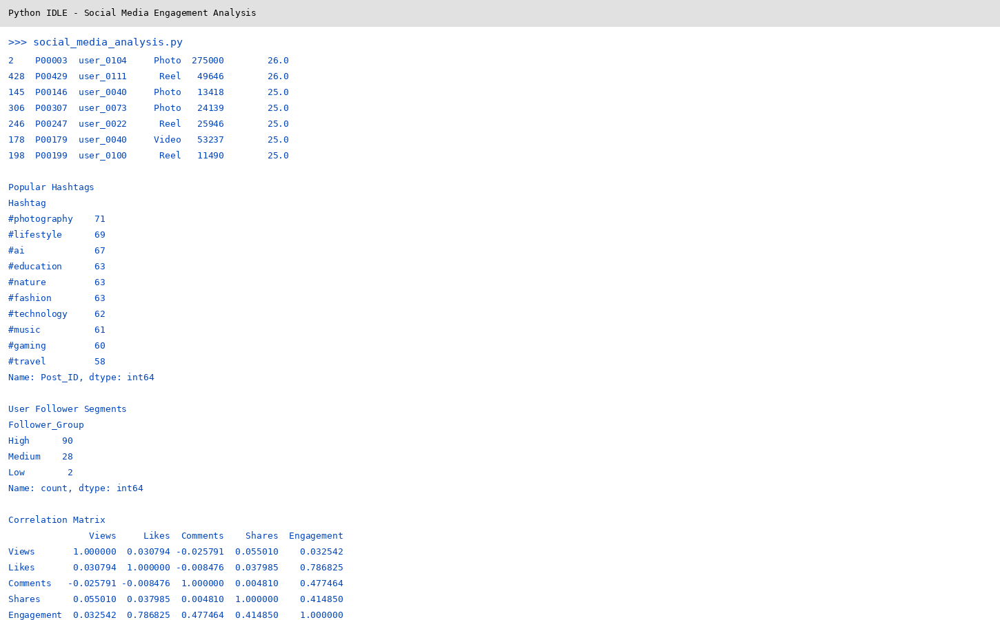 Python IDLE - Social Media Engagement Analysis
>>> social_media_analysis.py
2    P00003  user_0104     Photo  275000        26.0
428  P00429  user_0111      Reel   49646        26.0
145  P00146  user_0040     Photo   13418        25.0
306  P00307  user_0073     Photo   24139        25.0
246  P00247  user_0022      Reel   25946        25.0
178  P00179  user_0040     Video   53237        25.0
198  P00199  user_0100      Reel   11490        25.0
Popular Hashtags
Hashtag
#photography    71
#lifestyle      69
#ai             67
#education      63
#nature         63
#fashion        63
#technology     62
#music          61
#gaming         60
#travel         58
Name: Post_ID, dtype: int64
User Follower Segments
Follower_Group
High      90
Medium    28
Low        2
Name: count, dtype: int64
Correlation Matrix
               Views     Likes  Comments    Shares  Engagement
Views       1.000000  0.030794 -0.025791  0.055010    0.032542
Likes       0.030794  1.000000 -0.008476  0.037985    0.786825
Comments   -0.025791 -0.008476  1.000000  0.004810    0.477464
Shares      0.055010  0.037985  0.004810  1.000000    0.414850
Engagement  0.032542  0.786825  0.477464  0.414850    1.000000